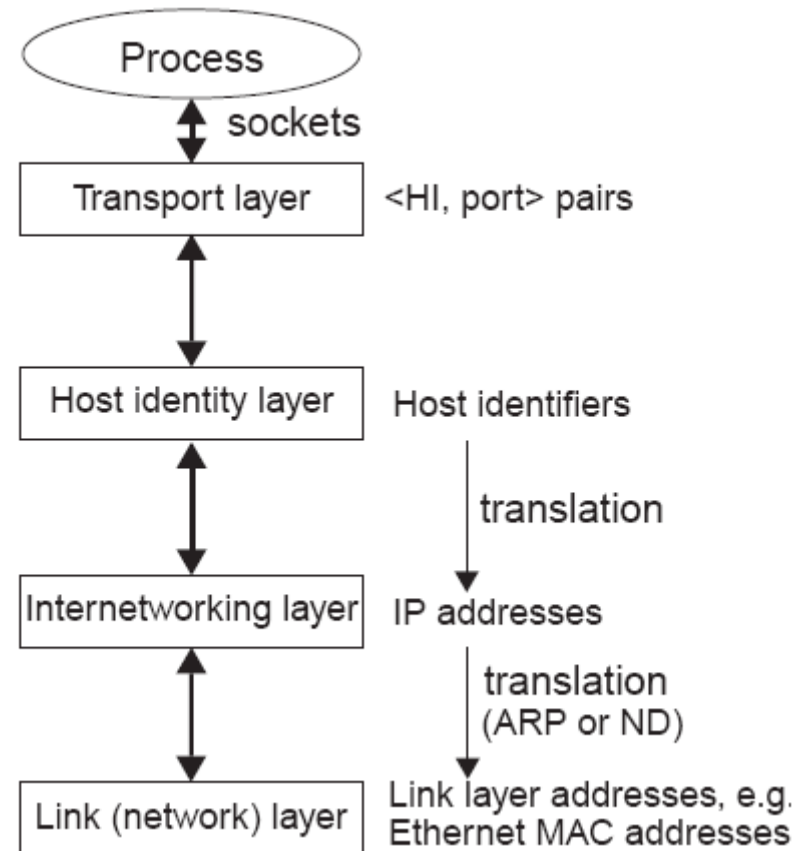 Process
sockets
Transport layer
<HI, port> pairs
Host identity layer
Host identifiers
translation
Internetworking layer
IP addresses
translation
(ARP or ND)
Link (network) layer
Link layer addresses, e.g.
Ethernet MAC addresses